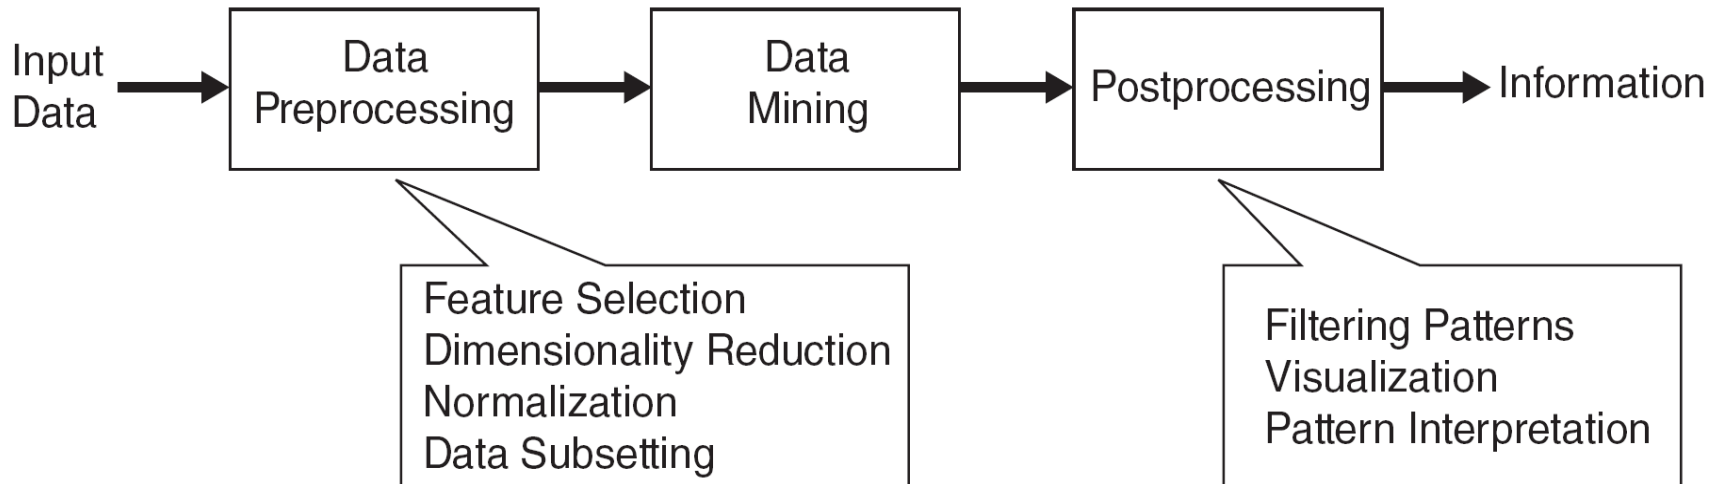 Input
Data
Data
Preprocessing
Data
Mining
Postprocessing
Information
Feature Selection
Dimensionality Reduction
Normalization
Data Subsetting
Filtering Patterns
Visualization
Pattern Interpretation